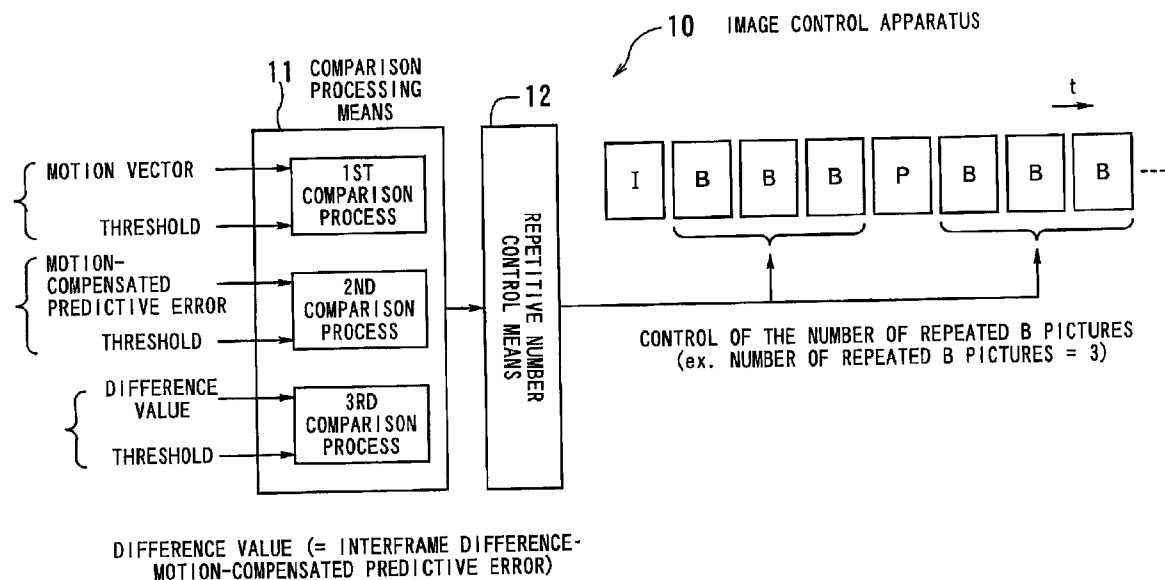 10 IMAGE CONTROL APPARATUS
11 COMPARISON
PROCESSING
MEANS
12
t
MOTION VECTOR
THRESHOLD
1ST
COMPARISON
PROCESS
MOTION-
COMPENSATED
PREDICTIVE ERROR
THRESHOLD
2ND
COMPARISON
PROCESS
DIFFERENCE
VALUE
THRESHOLD
3RD
COMPARISON
PROCESS
REPETITIVE NUMBER
CONTROL MEANS
I B B B P B B B ---
CONTROL OF THE NUMBER OF REPEATED B PICTURES
(ex. NUMBER OF REPEATED B PICTURES = 3)
DIFFERENCE VALUE (= INTERFRAME DIFFERENCE-
MOTION-COMPENSATED PREDICTIVE ERROR)